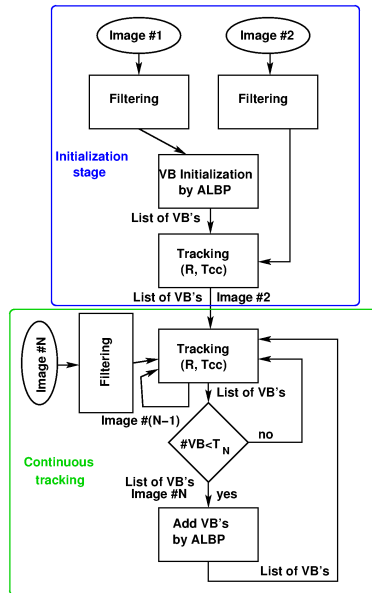 Image #1
Image #2
Filtering
Filtering
Initialization
stage
VB Initialization
by ALBP
List of VB's
Tracking
(R, Tcc)
List of VB's
Image #2
Image #N
Filtering
Tracking
(R, Tcc)
List of VB's
Image #(N−1)
#VB<T_N
no
Continuous
tracking
List of VB's
Image #N
yes
Add VB's
by ALBP
List of VB's